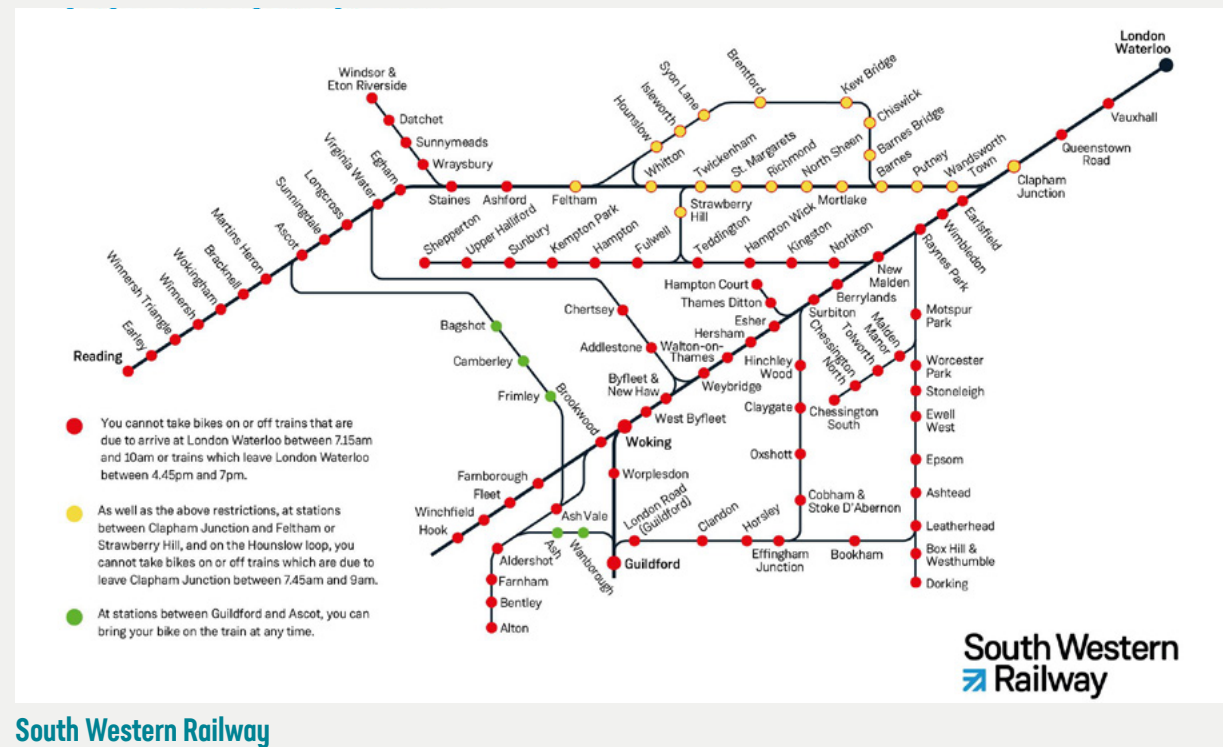 London
Waterloo
Vauxhall
Queenstown
Road
Clapham
Junction
Wandsworth
Town
Putney
Barnes
Barnes Bridge
Chiswick
Kew Bridge
Brentford
Syon Lane
Isleworth
Hounslow
Whitton
Twickenham
St. Margarets
Richmond
North Sheen
Mortlake
Strawberry
Hill
Feltham
Ashford
Staines
Windsor &
Eton Riverside
Datchet
Sunnymeads
Wraysbury
Egham
Virginia Water
Longcross
Sunningdale
Ascot
Martins Heron
Bracknell
Wokingham
Winnersh
Winnersh Triangle
Earley
Reading
Shepperton
Upper Halliford
Sunbury
Kempton Park
Hampton
Fulwell
Teddington
Hampton Wick
Kingston
Norbiton
Earlsfield
Wimbledon
Raynes Park
New
Malden
Berrylands
Surbiton
Hampton Court
Thames Ditton
Esher
Hersham
Walton-on-
Thames
Weybridge
Byfleet &
New Haw
West Byfleet
Woking
Brookwood
Chertsey
Addlestone
Bagshot
Camberley
Frimley
Farnborough
Fleet
Winchfield
Hook
Ash Vale
Aldershot
Farnham
Bentley
Alton
Ash
Wanborough
Worplesdon
Guildford
London Road
(Guildford)
Clandon
Horsley
Effingham
Junction
Bookham
Hinchley
Wood
Claygate
Oxshott
Cobham &
Stoke D'Abernon
Motspur
Park
Malden
Manor
Tolworth
Chessington
North
Chessington
South
Worcester
Park
Stoneleigh
Ewell
West
Epsom
Ashtead
Leatherhead
Box Hill &
Westhumble
Dorking
You cannot take bikes on or off trains that are
due to arrive at London Waterloo between 7.15am
and 10am or trains which leave London Waterloo
between 4.45pm and 7pm.
As well as the above restrictions, at stations
between Clapham Junction and Feltham or
Strawberry Hill, and on the Hounslow loop, you
cannot take bikes on or off trains which are due to
leave Clapham Junction between 7.45am and 9am.
At stations between Guildford and Ascot, you can
bring your bike on the train at any time.
South Western
Railway
South Western Railway